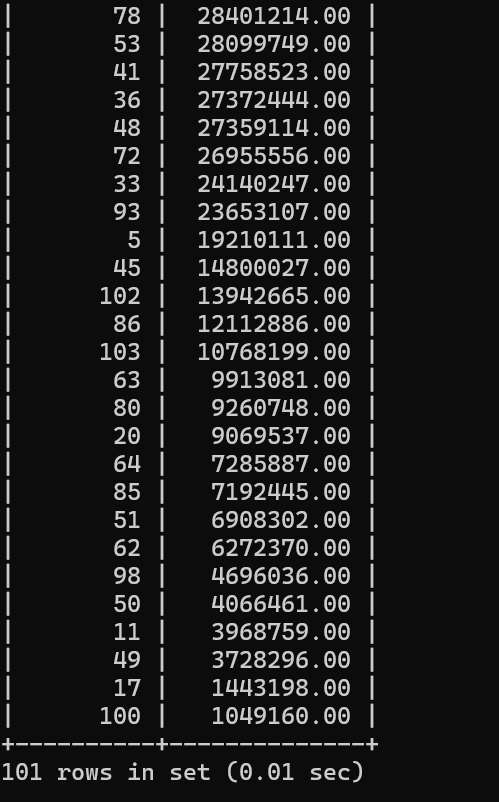 |       78 |  28401214.00 |
|       53 |  28099749.00 |
|       41 |  27758523.00 |
|       36 |  27372444.00 |
|       48 |  27359114.00 |
|       72 |  26955556.00 |
|       33 |  24140247.00 |
|       93 |  23653107.00 |
|        5 |  19210111.00 |
|       45 |  14800027.00 |
|      102 |  13942665.00 |
|       86 |  12112886.00 |
|      103 |  10768199.00 |
|       63 |   9913081.00 |
|       80 |   9260748.00 |
|       20 |   9069537.00 |
|       64 |   7285887.00 |
|       85 |   7192445.00 |
|       51 |   6908302.00 |
|       62 |   6272370.00 |
|       98 |   4696036.00 |
|       50 |   4066461.00 |
|       11 |   3968759.00 |
|       49 |   3728296.00 |
|       17 |   1443198.00 |
|      100 |   1049160.00 |
+----------+--------------+
101 rows in set (0.01 sec)